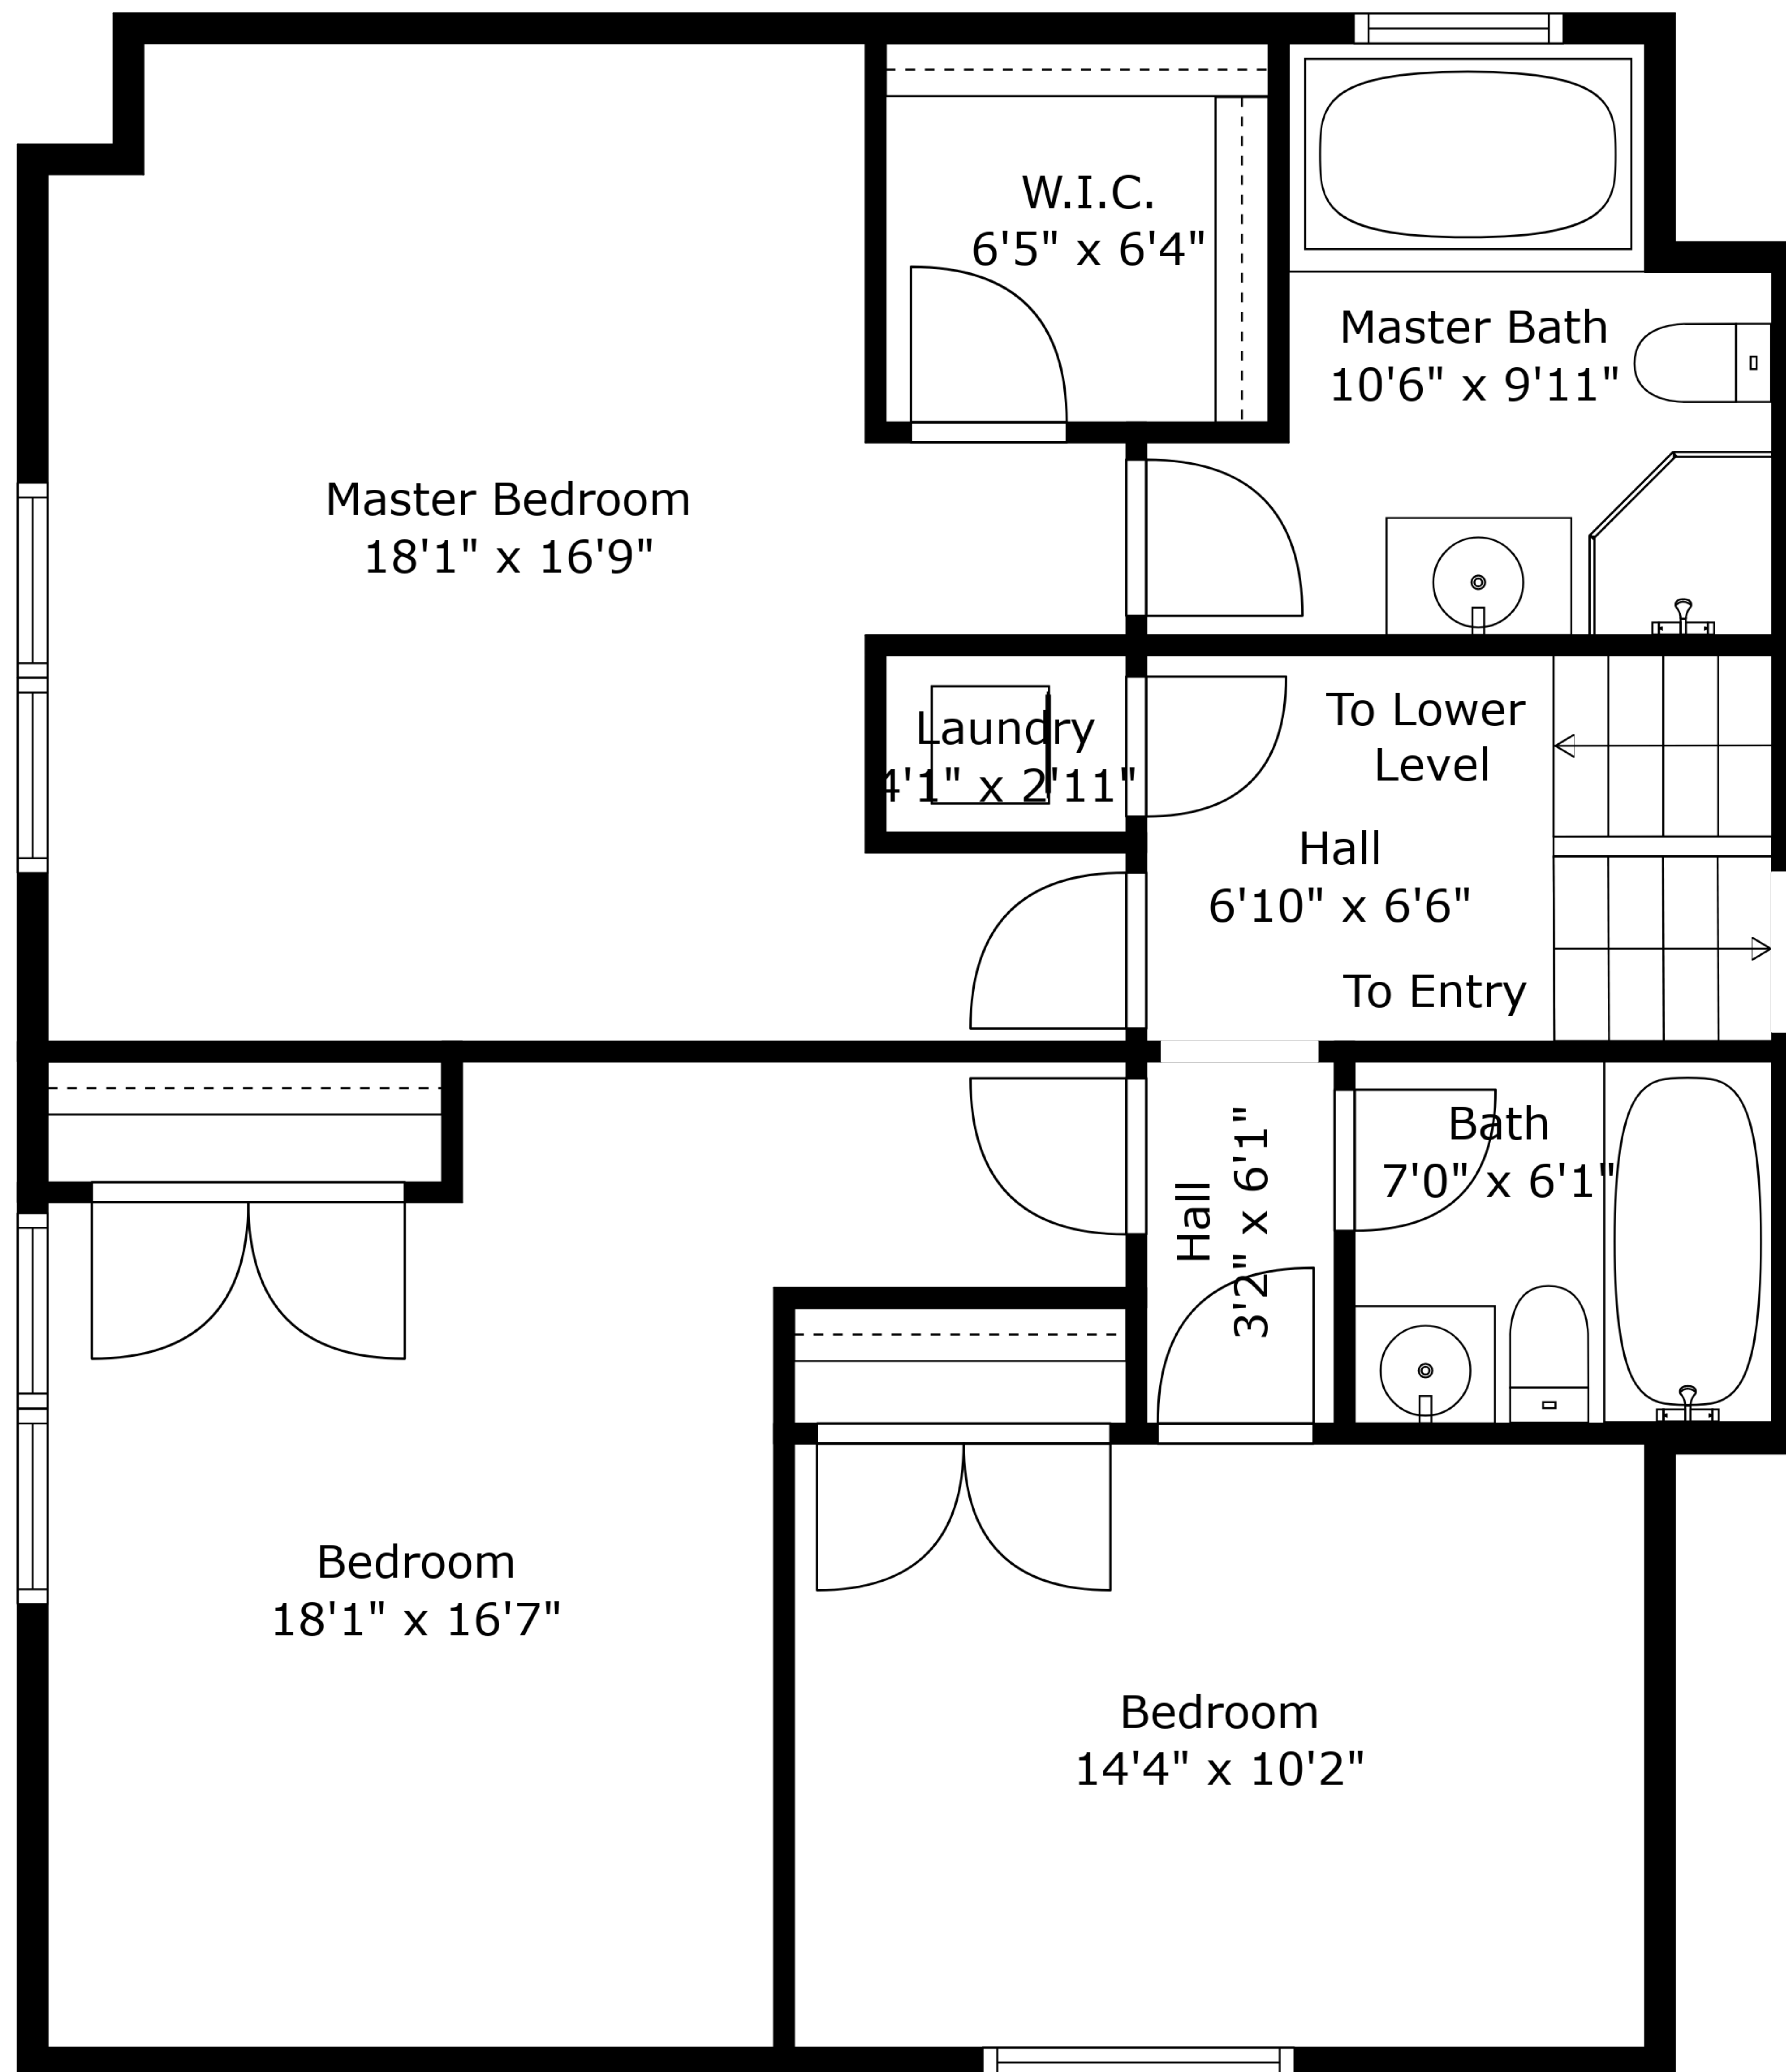 W.I.C.
6'5" x 6'4"
Master Bath
10'6" x 9'11"
Master Bedroom
18'1" x 16'9"
Laundry
4'1" x 2'11"
To Lower
Level
Hall
6'10" x 6'6"
To Entry
Hall
3'2" x 6'1"
Bath
7'0" x 6'1"
Bedroom
18'1" x 16'7"
Bedroom
14'4" x 10'2"